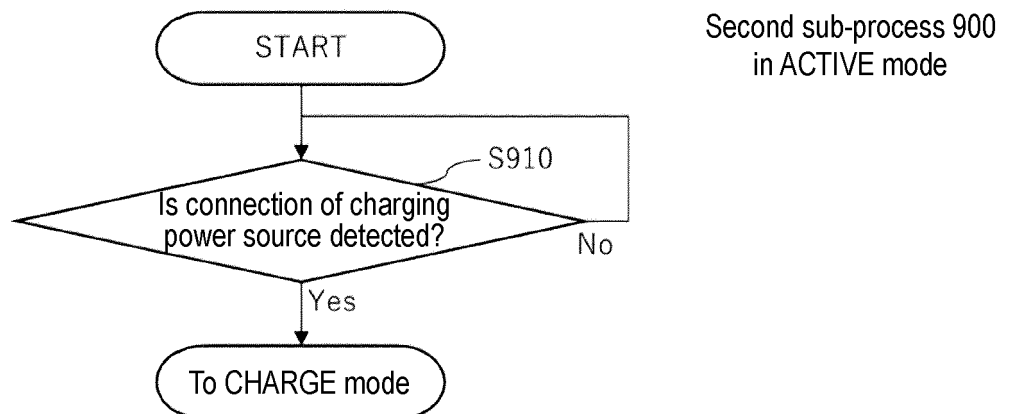 Second sub-process 900
in ACTIVE mode
START
S910
Is connection of charging
power source detected?
No
Yes
To CHARGE mode